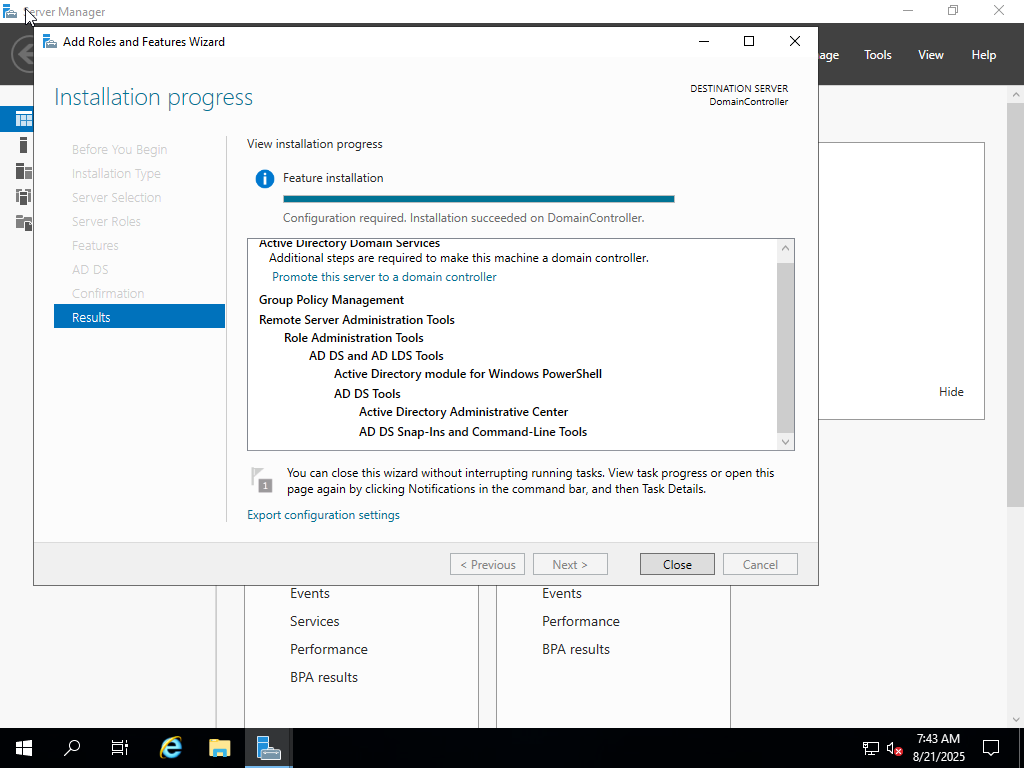 Server Manager
Add Roles and Features Wizard
Tools
View
Help
Installation progress
DESTINATION SERVER
DomainController
Before You Begin
Installation Type
Server Selection
Server Roles
Features
AD DS
Confirmation
Results
View installation progress
Feature installation
Configuration required. Installation succeeded on DomainController.
Active Directory Domain Services
Additional steps are required to make this machine a domain controller.
Promote this server to a domain controller
Group Policy Management
Remote Server Administration Tools
Role Administration Tools
AD DS and AD LDS Tools
Active Directory module for Windows PowerShell
AD DS Tools
Active Directory Administrative Center
AD DS Snap-Ins and Command-Line Tools
Hide
1
You can close this wizard without interrupting running tasks. View task progress or open this
page again by clicking Notifications in the command bar, and then Task Details.
Export configuration settings
< Previous
Next >
Close
Cancel
Events
Services
Performance
BPA results
Events
Performance
BPA results
7:43 AM
8/21/2025